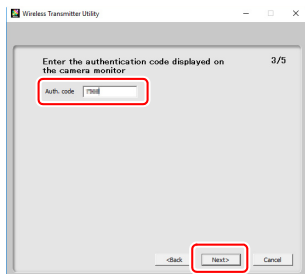 Wireless Transmitter Utility
Enter the authentication code displayed on
the camera monitor
3/5
Auth. code
<Back
Next>
Cancel